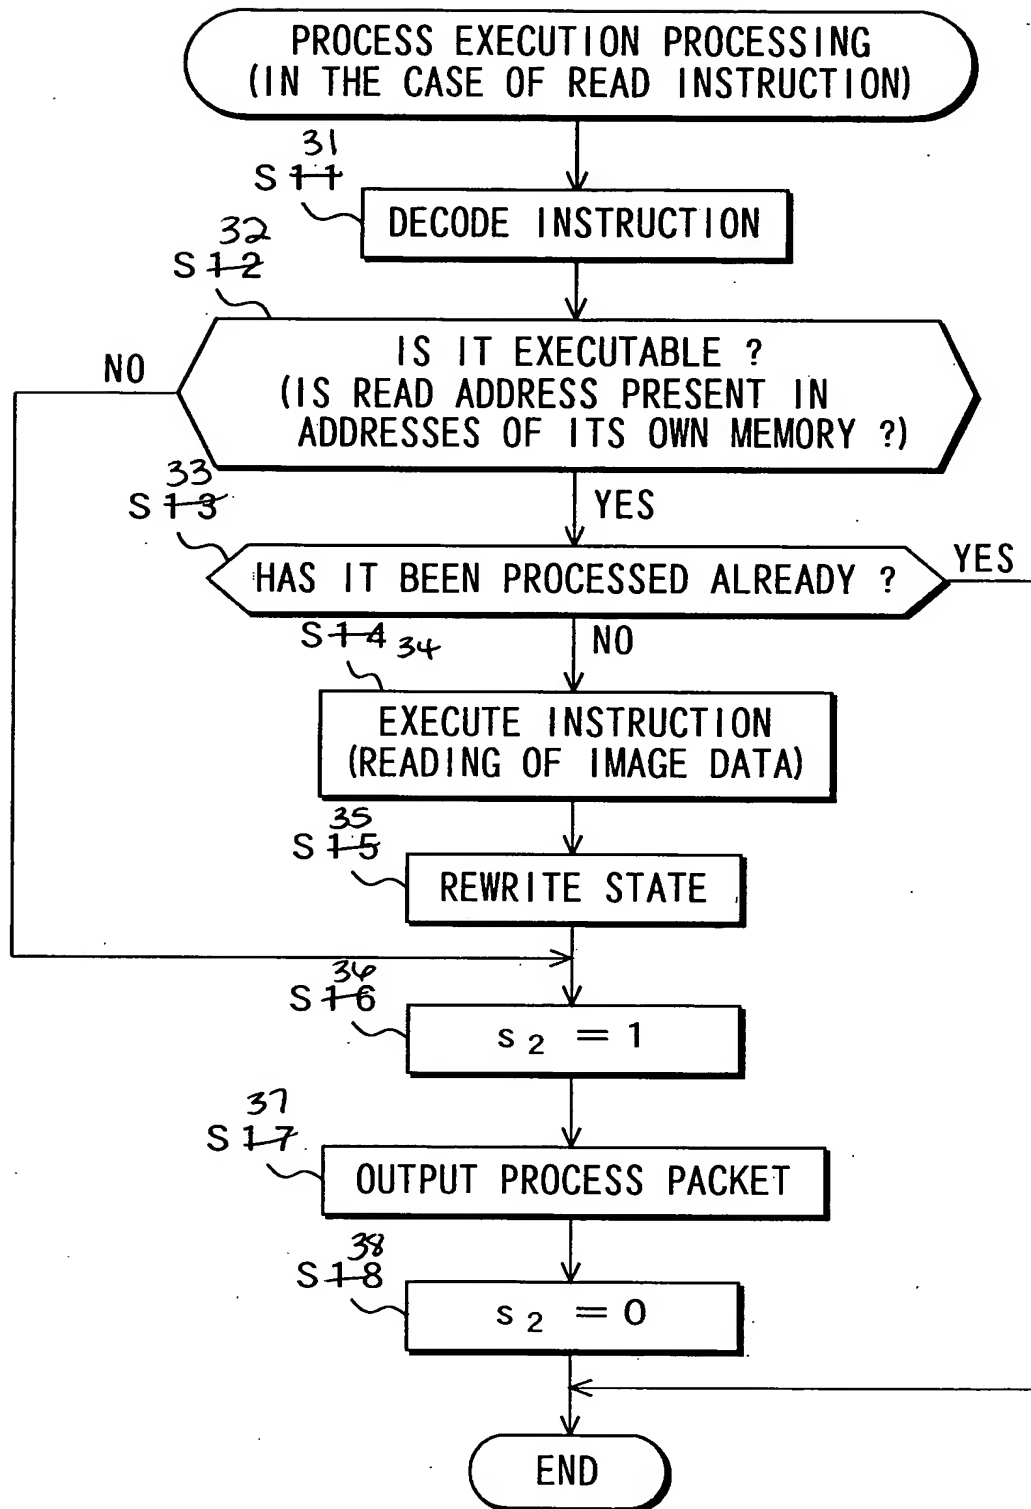 PROCESS EXECUTION PROCESSING
(IN THE CASE OF READ INSTRUCTION)
31
S 11
DECODE INSTRUCTION
32
S 12
IS IT EXECUTABLE ?
(IS READ ADDRESS PRESENT IN
ADDRESSES OF ITS OWN MEMORY ?)
NO
33
S 13
YES
HAS IT BEEN PROCESSED ALREADY ?
YES
S 14 34
NO
EXECUTE INSTRUCTION
(READING OF IMAGE DATA)
35
S 15
REWRITE STATE
36
S 16
s 2 = 1
37
S 17
OUTPUT PROCESS PACKET
38
S 18
s 2 = 0
END